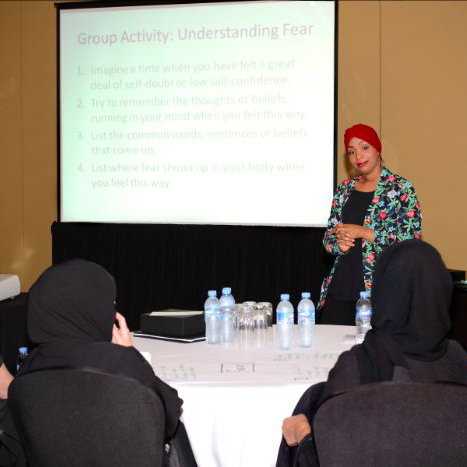 Group Activity: Understanding Fear
1. Imagine a time when you have felt a great
deal of self-doubt or low self-confidence.
2. Try to remember the thoughts or beliefs
running in your mind when you felt this way.
3. List the common words, sentences or beliefs
that come up.
4. List where fear shows up in your body when
you feel this way.